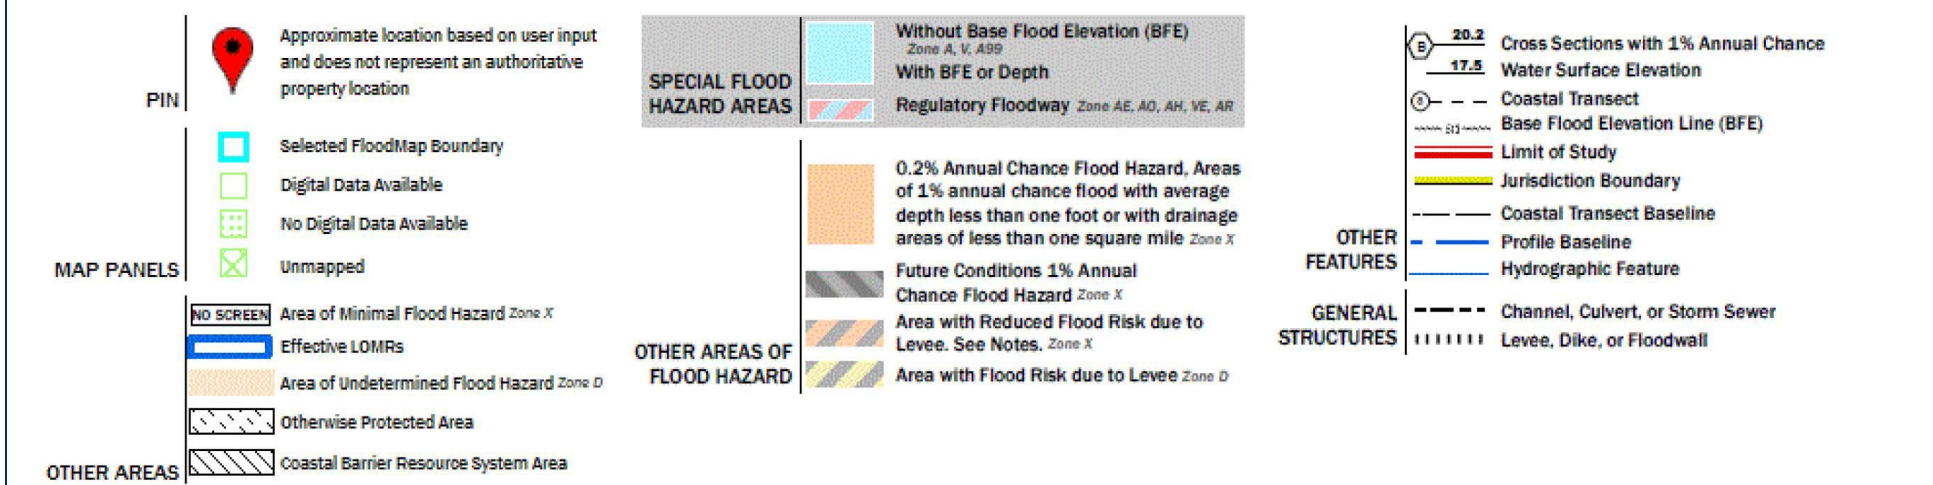 PIN
Approximate location based on user input
and does not represent an authoritative
property location
MAP PANELS
Selected FloodMap Boundary
Digital Data Available
No Digital Data Available
Unmapped
OTHER AREAS
NO SCREEN Area of Minimal Flood Hazard Zone X
Effective LOMRs
Area of Undetermined Flood Hazard Zone D
Otherwise Protected Area
Coastal Barrier Resource System Area
SPECIAL FLOOD
HAZARD AREAS
Without Base Flood Elevation (BFE)
Zone A, V, A99
With BFE or Depth
Regulatory Floodway Zone AE, AO, AH, VE, AR
OTHER AREAS OF
FLOOD HAZARD
0.2% Annual Chance Flood Hazard, Areas
of 1% annual chance flood with average
depth less than one foot or with drainage
areas of less than one square mile Zone X
Future Conditions 1% Annual
Chance Flood Hazard Zone X
Area with Reduced Flood Risk due to
Levee. See Notes. Zone X
Area with Flood Risk due to Levee Zone D
OTHER
FEATURES
B 20.2 Cross Sections with 1% Annual Chance
17.5 Water Surface Elevation
8 Coastal Transect
513 Base Flood Elevation Line (BFE)
Limit of Study
Jurisdiction Boundary
Coastal Transect Baseline
Profile Baseline
Hydrographic Feature
GENERAL
STRUCTURES
Channel, Culvert, or Storm Sewer
Levee, Dike, or Floodwall